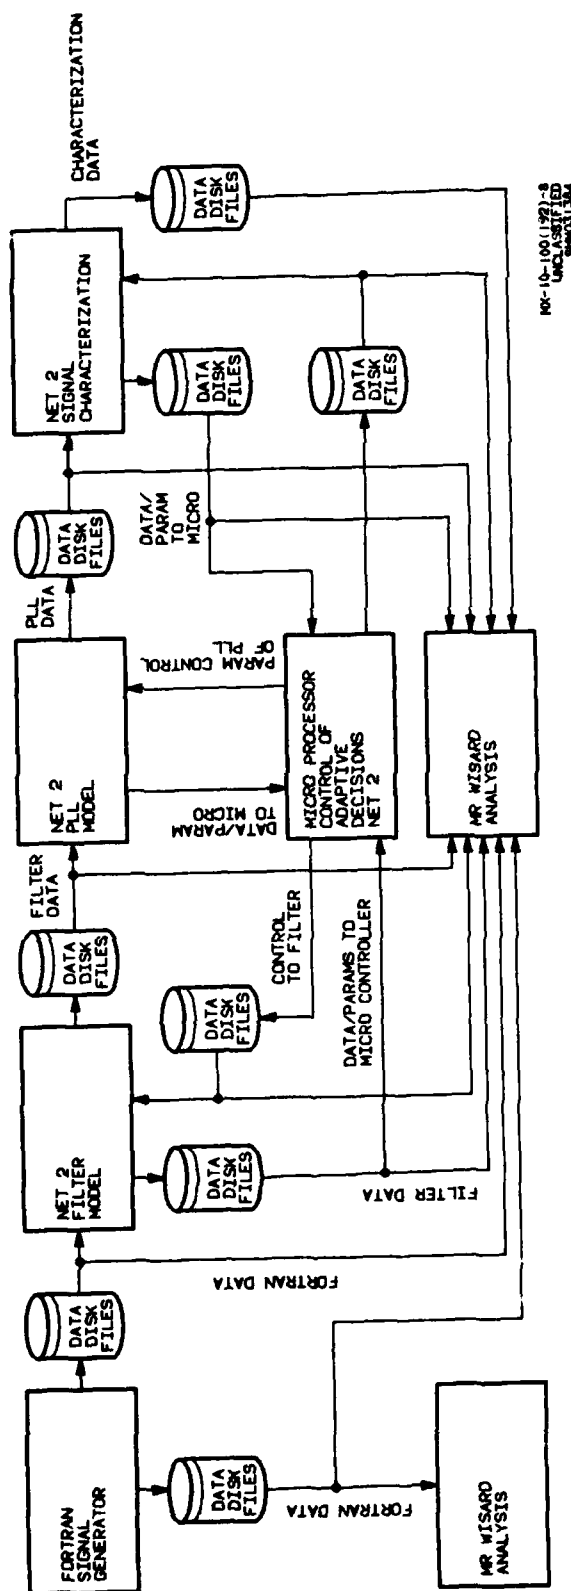 FORTRAN
SIGNAL
GENERATOR
DATA
DISK
FILES
DATA
DISK
FILES
FORTRAN DATA
FORTRAN DATA
MR WISARD
ANALYSIS
NET 2
FILTER
MODEL
DATA
DISK
FILES
FILTER
DATA
DATA
DISK
FILES
FILTER DATA
DATA
DISK
FILES
CONTROL
TO FILTER
DATA/PARAMS TO
MICRO CONTROLLER
NET 2
PLL
MODEL
PLL
DATA
DATA
DISK
FILES
DATA/PARAM
TO MICRO
PARAM CONTROL
OF PLL
MICRO PROCESSOR
CONTROL OF
ADAPTIVE
DECISIONS
NET 2
MR WISARD
ANALYSIS
DATA/
PARAM
TO
MICRO
NET 2
SIGNAL
CHARACTERIZATION
DATA
DISK
FILES
DATA
DISK
FILES
DATA
DISK
FILES
CHARACTERIZATION
DATA
UNCLASSIFIED